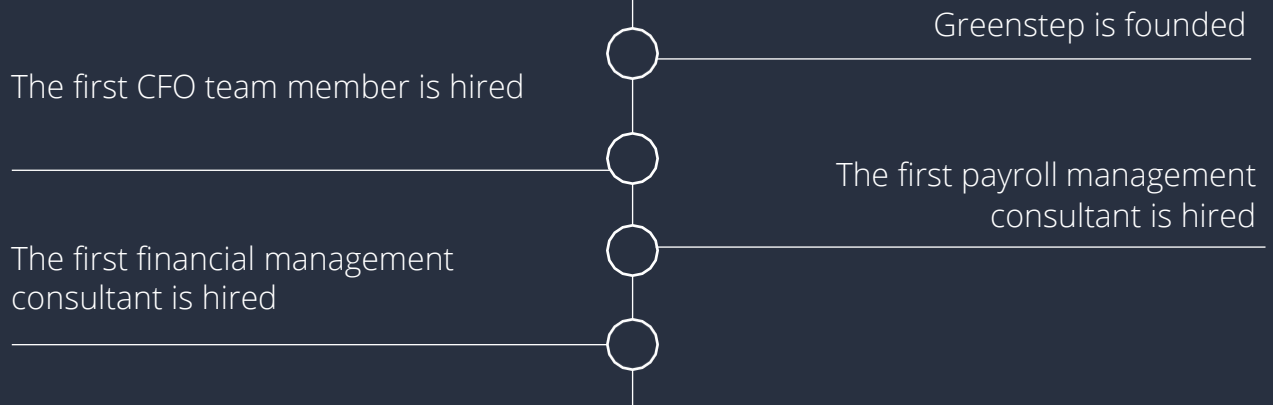 Greenstep is founded
The first CFO team member is hired
The first payroll management
consultant is hired
The first financial management
consultant is hired